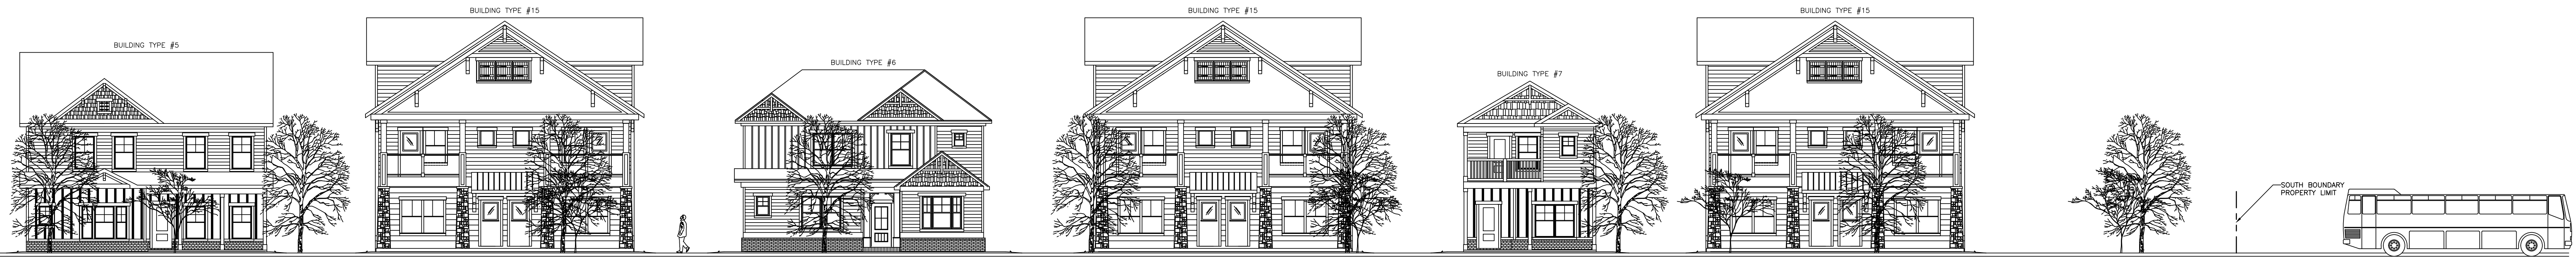 BUILDING TYPE #5
BUILDING TYPE #15
BUILDING TYPE #6
BUILDING TYPE #15
BUILDING TYPE #7
BUILDING TYPE #15
SOUTH BOUNDARY
PROPERTY LIMIT